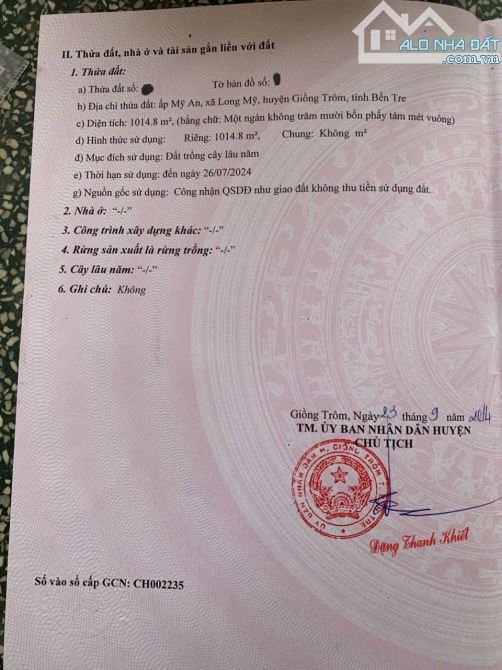 ALO NHÀ ĐẤT
.com.vn
II. Thửa đất, nhà ở và tài sản gắn liền với đất
1. Thửa đất:
a) Thửa đất số: Tờ bản đồ số:
b) Địa chỉ thửa đất: ấp Mỹ An, xã Long Mỹ, huyện Giồng Trôm, tỉnh Bến Tre
c) Diện tích: 1014.8 m², (bằng chữ: Một ngàn không trăm mười bốn phẩy tám mét vuông)
d) Hình thức sử dụng: Riêng: 1014.8 m², Chung: Không m²
đ) Mục đích sử dụng: Đất trồng cây lâu năm
e) Thời hạn sử dụng: đến ngày 26/07/2024
g) Nguồn gốc sử dụng: Công nhận QSDĐ như giao đất không thu tiền sử dụng đất.
2. Nhà ở: “-/-”
3. Công trình xây dựng khác: “-/-”
4. Rừng sản xuất là rừng trồng: “-/-”
5. Cây lâu năm: “-/-”
6. Ghi chú: Không
Giồng Trôm, Ngày 23 tháng 9 năm 2014
TM. ỦY BAN NHÂN DÂN HUYỆN
CHỦ TỊCH
ỦY BAN NHÂN DÂN H. GIỒNG TRÔM T. BẾN TRE
Đặng Thanh Khiết
Số vào sổ cấp GCN: CH002235